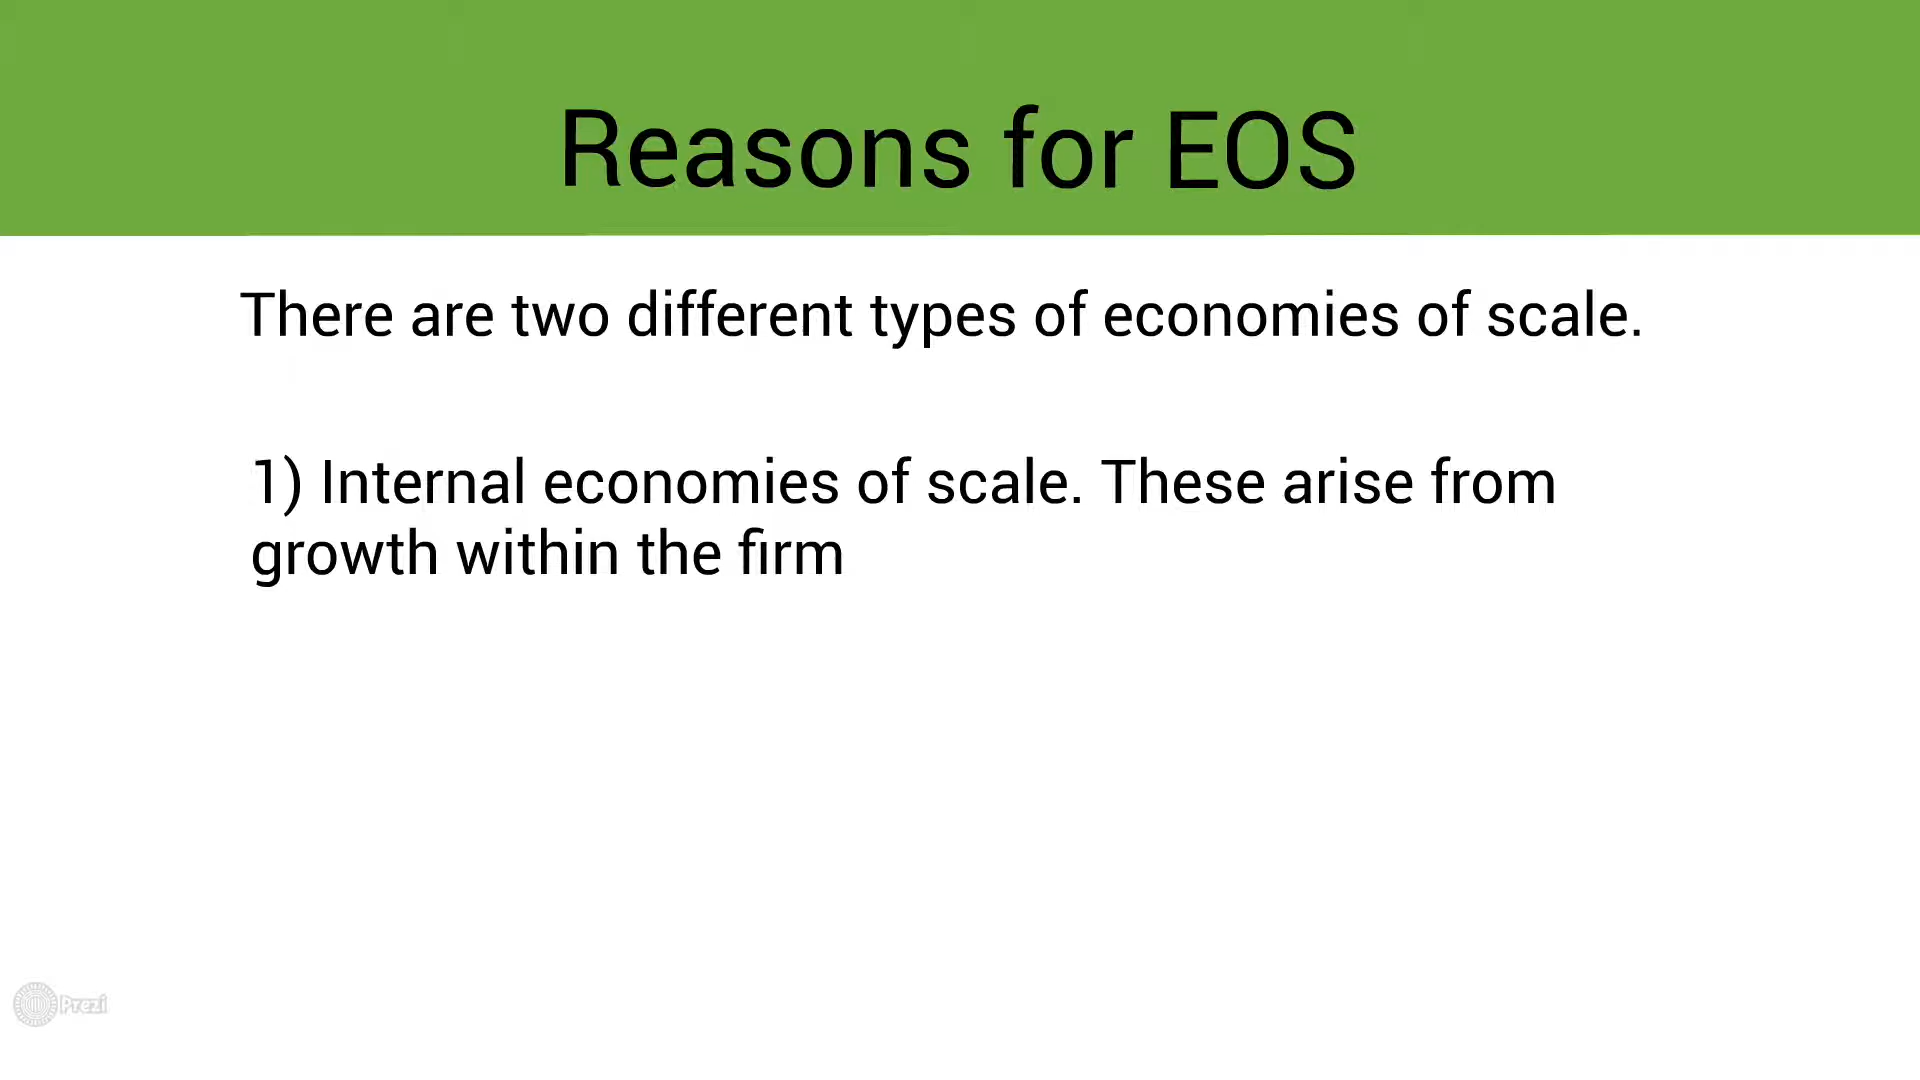 Reasons for EOS
There are two different types of economies of scale.
1) Internal economies of scale. These arise from
growth within the firm
Prezi